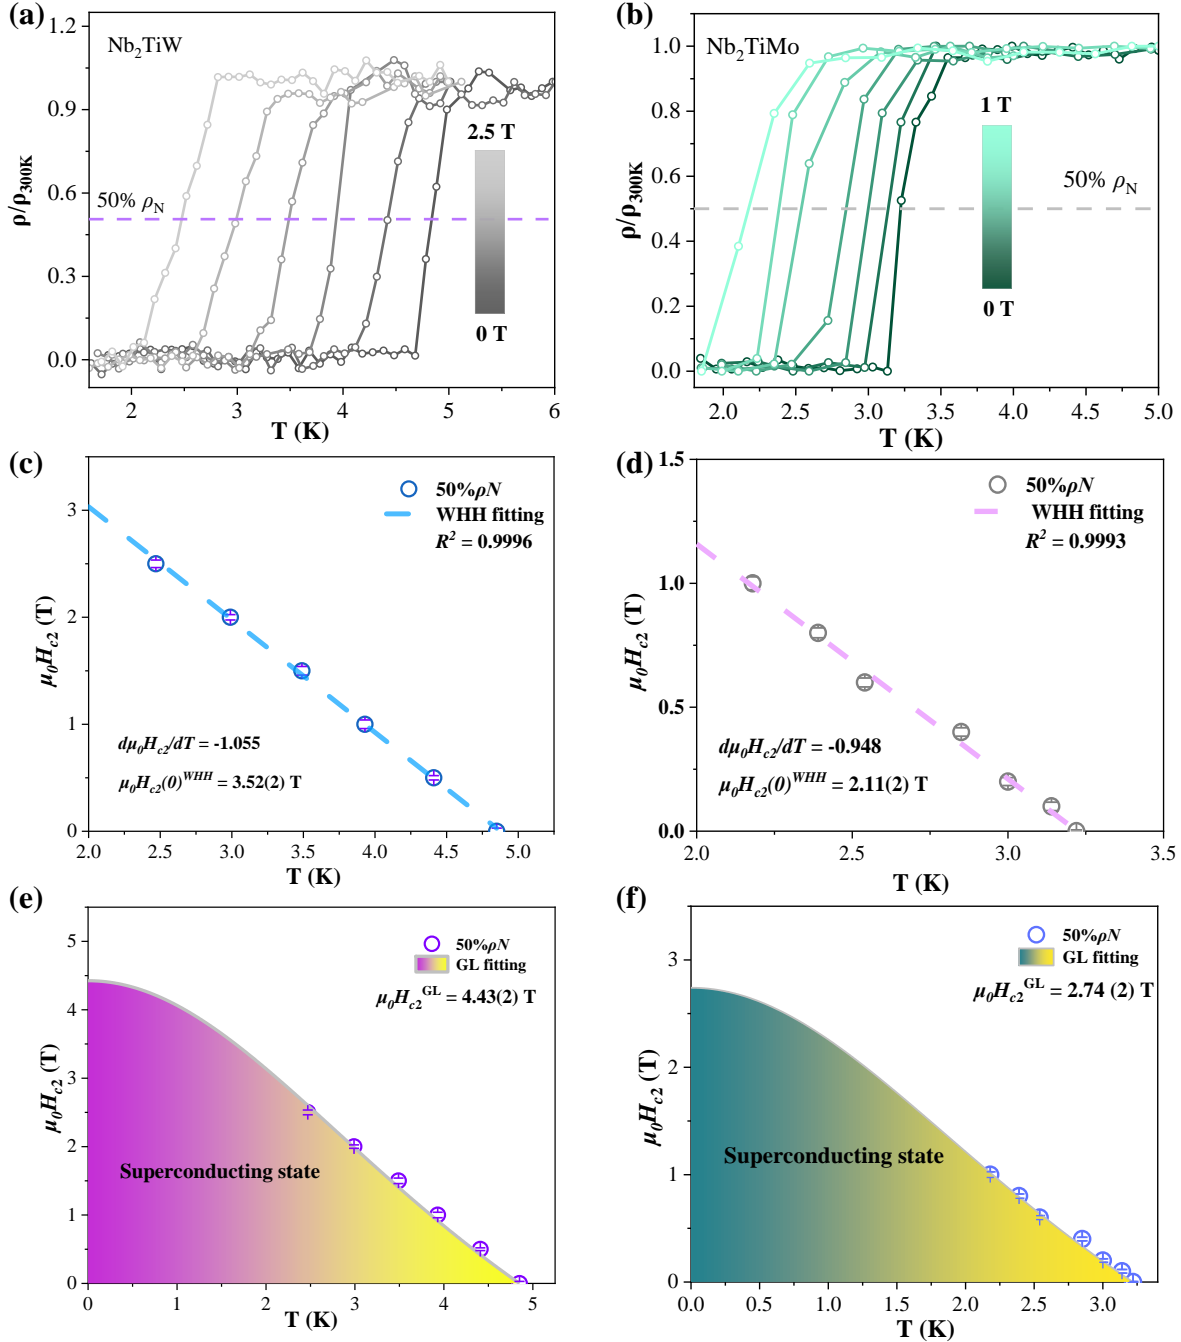 (a)
Nb₂TiW
1.2
0.9
0.6
0.3
0.0
ρ/ρ300K
50% ρN
2.5 T
0 T
2 3 4 5 6
T (K)
(b)
Nb₂TiMo
1.0
0.8
0.6
0.4
0.2
0.0
ρ/ρ300K
50% ρN
1 T
0 T
2.0 2.5 3.0 3.5 4.0 4.5 5.0
T (K)
(c)
3
2
1
0
μ0Hc2 (T)
50%ρN
WHH fitting
R² = 0.9996
dμ0Hc2/dT = -1.055
μ0Hc2(0)^WHH = 3.52(2) T
2.0 2.5 3.0 3.5 4.0 4.5 5.0
T (K)
(d)
1.5
1.0
0.5
0.0
μ0Hc2 (T)
50%ρN
WHH fitting
R² = 0.9993
dμ0Hc2/dT = -0.948
μ0Hc2(0)^WHH = 2.11(2) T
2.0 2.5 3.0 3.5
T (K)
(e)
5
4
3
2
1
0
μ0Hc2 (T)
50%ρN
GL fitting
μ0Hc2^GL = 4.43(2) T
Superconducting state
0 1 2 3 4 5
T (K)
(f)
3
2
1
0
μ0Hc2 (T)
50%ρN
GL fitting
μ0Hc2^GL = 2.74 (2) T
Superconducting state
0.0 0.5 1.0 1.5 2.0 2.5 3.0
T (K)